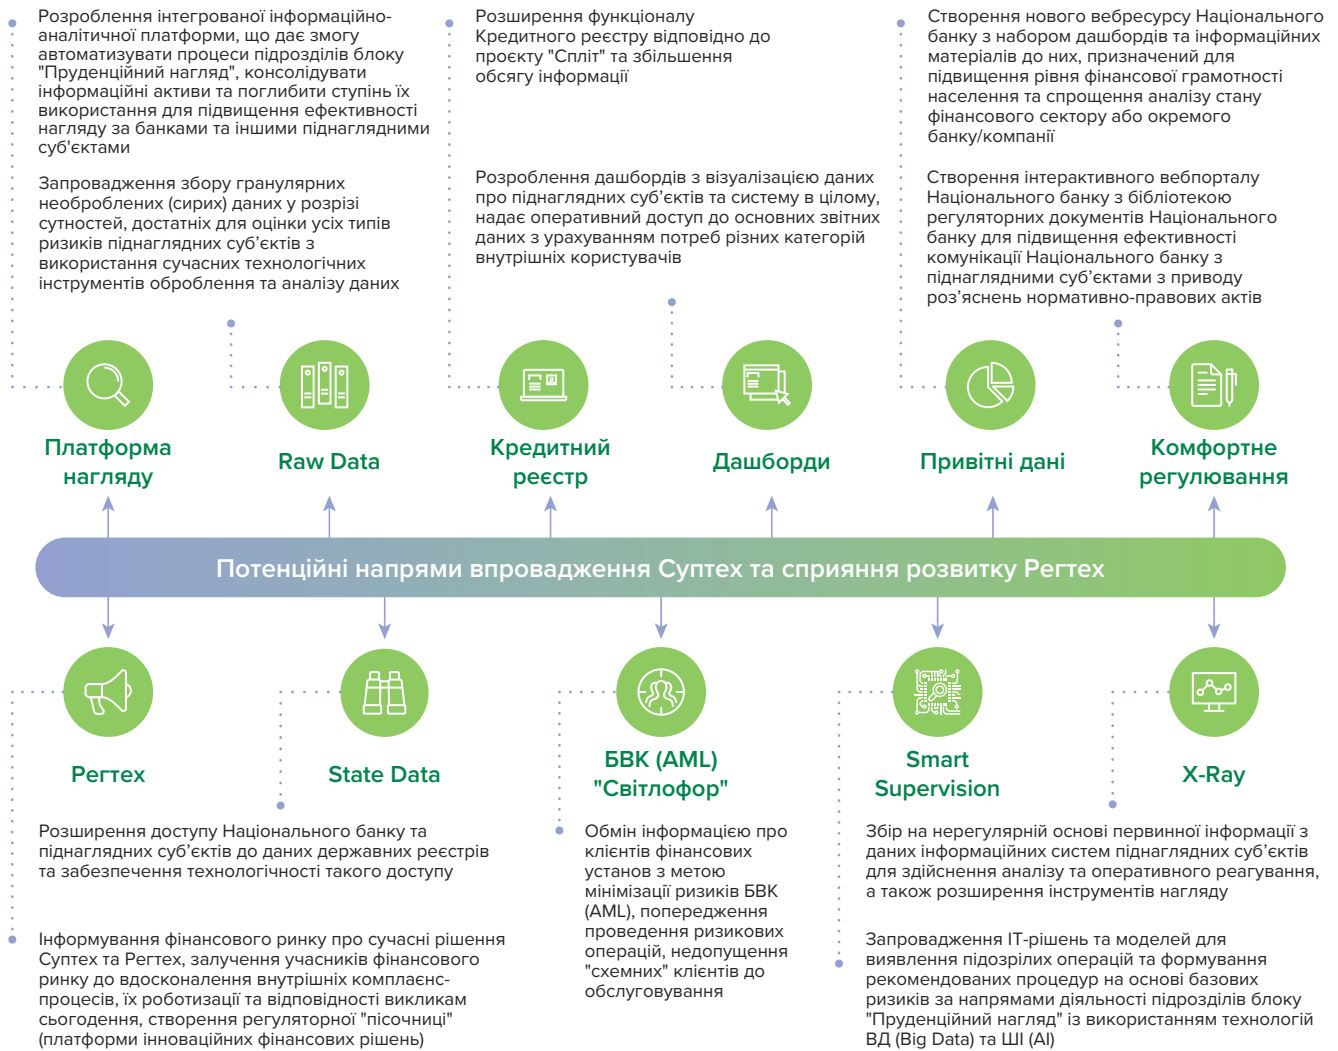 Розроблення інтегрованої інформаційно-
аналітичної платформи, що дає змогу
автоматизувати процеси підрозділів блоку
"Пруденційний нагляд", консолідувати
інформаційні активи та поглибити ступінь їх
використання для підвищення ефективності
нагляду за банками та іншими піднаглядними
суб'єктами
Запровадження збору гранулярних
необроблених (сирих) даних у розрізі
сутностей, достатніх для оцінки усіх типів
ризиків піднаглядних суб’єктів з
використання сучасних технологічних
інструментів оброблення та аналізу даних
Розширення функціоналу
Кредитного реєстру відповідно до
проєкту "Спліт" та збільшення
обсягу інформації
Розроблення дашбордів з візуалізацією даних
про піднаглядних суб’єктів та систему в цілому,
надає оперативний доступ до основних звітних
даних з урахуванням потреб різних категорій
внутрішніх користувачів
Створення нового вебресурсу Національного
банку з набором дашбордів та інформаційних
матеріалів до них, призначений для
підвищення рівня фінансової грамотності
населення та спрощення аналізу стану
фінансового сектору або окремого
банку/компанії
Створення інтерактивного вебпорталу
Національного банку з бібліотекою
регуляторних документів Національного
банку для підвищення ефективності
комунікації Національного банку з
піднаглядними суб’єктами з приводу
роз’яснень нормативно-правових актів
Платформа
нагляду
Raw Data
Кредитний
реєстр
Дашборди
Привітні дані
Комфортне
регулювання
Потенційні напрями впровадження Суптех та сприяння розвитку Регтех
Регтех
State Data
БВК (AML)
"Світлофор"
Smart
Supervision
X-Ray
Розширення доступу Національного банку та
піднаглядних суб’єктів до даних державних реєстрів
та забезпечення технологічності такого доступу
Інформування фінансового ринку про сучасні рішення
Суптех та Регтех, залучення учасників фінансового
ринку до вдосконалення внутрішніх комплаєнс-
процесів, їх роботизації та відповідності викликам
сьогодення, створення регуляторної "пісочниці"
(платформи інноваційних фінансових рішень)
Обмін інформацією про
клієнтів фінансових
установ з метою
мінімізації ризиків БВК
(AML), попередження
проведення ризикових
операцій, недопущення
"схемних" клієнтів до
обслуговування
Збір на нерегулярній основі первинної інформації з
даних інформаційних систем піднаглядних суб’єктів
для здійснення аналізу та оперативного реагування,
а також розширення інструментів нагляду
Запровадження ІТ-рішень та моделей для
виявлення підозрілих операцій та формування
рекомендованих процедур на основі базових
ризиків за напрямами діяльності підрозділів блоку
"Пруденційний нагляд" із використанням технологій
ВД (Big Data) та ШІ (AI)